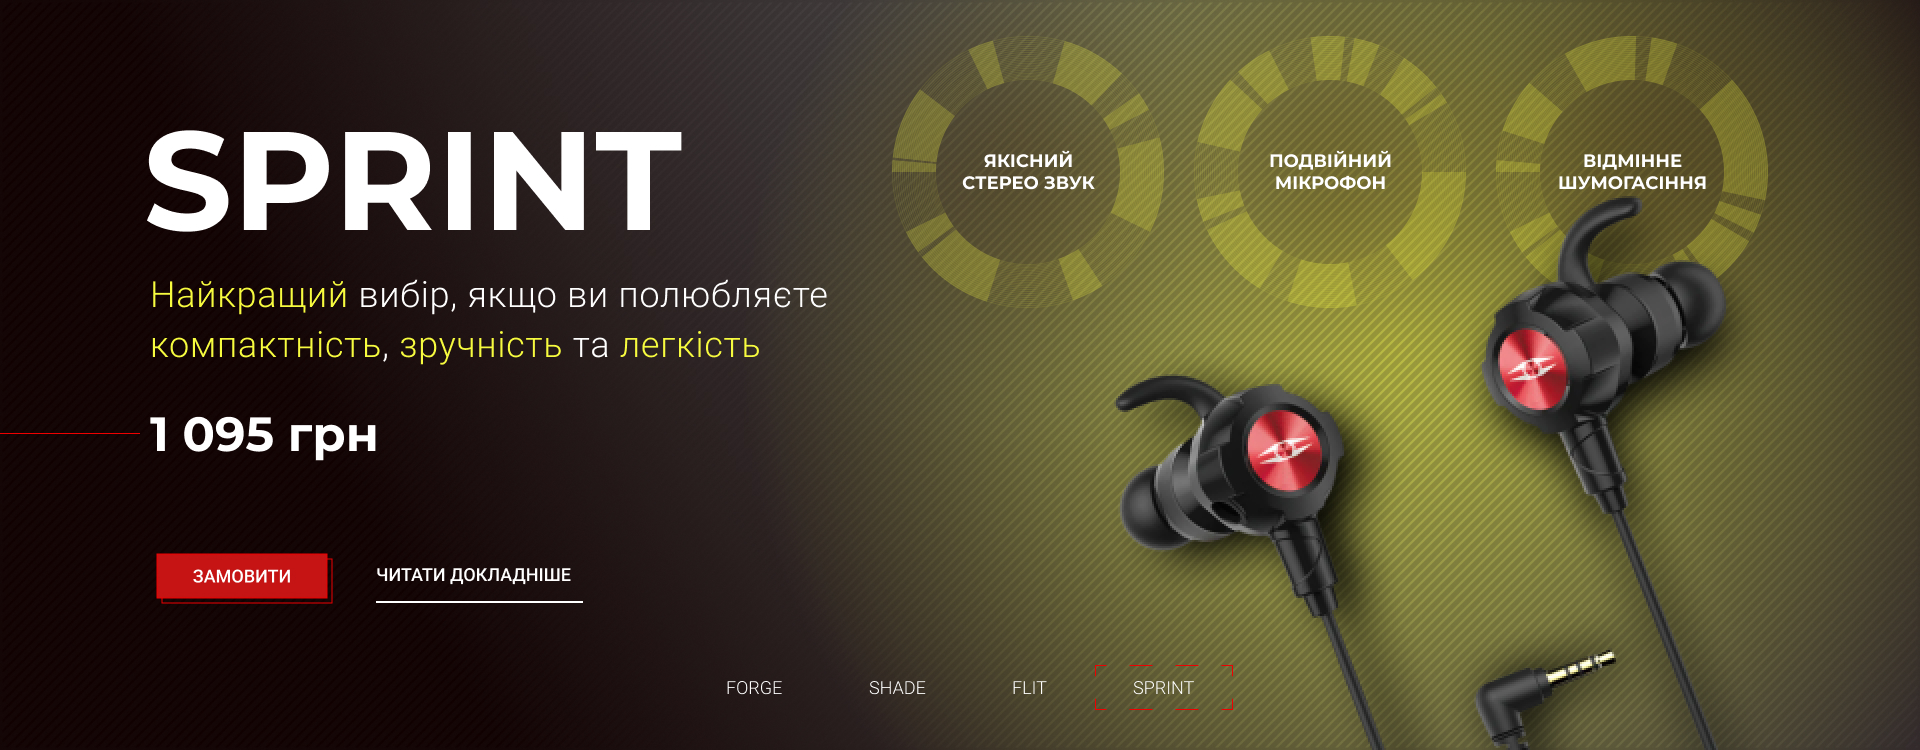 SPRINT
Найкращий вибір, якщо ви полюбляєте
компактність, зручність та легкість
1 095 грн
ЗАМОВИТИ
ЧИТАТИ ДОКЛАДНІШЕ
ЯКІСНИЙ
СТЕРЕО ЗВУК
ПОДВІЙНИЙ
МІКРОФОН
ВІДМІННЕ
ШУМОГАСІННЯ
FORGE
SHADE
FLIT
SPRINT